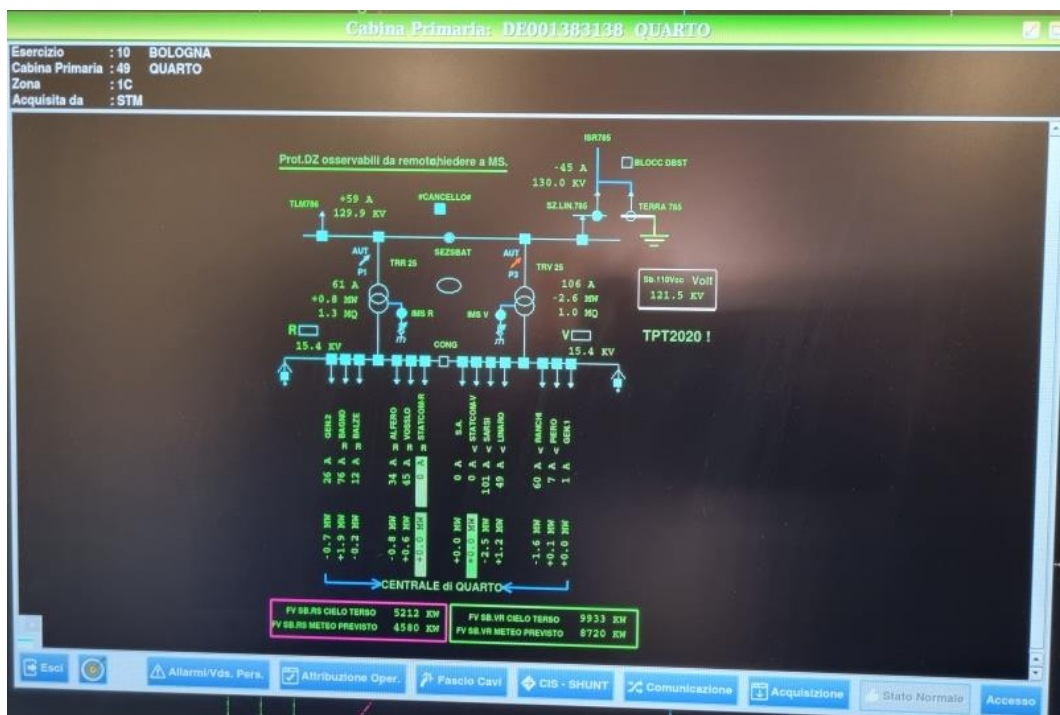 Cabina Primaria: DE001383138 QUARTO
Esercizio : 10 BOLOGNA
Cabina Primaria : 49 QUARTO
Zona : 1C
Acquisita da : STM
ISR785
Prot.DZ osservabili da remotchiedere a MS.
-45 A
BLOCC DBST
130.0 KV
TLM786
+59 A
129.9 KV
#CANCELLO#
SZ.LIN.785
TERRA 785
AUT
P1
TRR 25
SEZSBAT
AUT
P3
TRV 25
61 A
+0.8 MW
1.3 MQ
IMS R
IMS V
106 A
-2.6 MW
1.0 MQ
Sb.110Vcc Volt
121.5 KV
R
15.4 KV
CONG
V
15.4 KV
TPT2020 !
GEN.2 26 A -0.7 MW
R BAGNO 76 A +1.9 MW
R BALZE 12 A -0.2 MW
R ALFERO 34 A -0.8 MW
R VOSSLO 45 A +0.6 MW
R STATCOM-R 0 A +0.0 MW
S.A. 0 A +0.0 MW
V STATCOM-V 0 A +0.0 MW
V SARSI 101 A -2.5 MW
V LINARO 49 A +1.2 MW
V RANCHI 60 A -1.6 MW
V PIERO 7 A +0.1 MW
GEN.1 1 A +0.0 MW
CENTRALE di QUARTO
FV SB.RS CIELO TERSO 5212 KW
FV SB.RS METEO PREVISTO 4580 KW
FV SB.VR CIELO TERSO 9933 KW
FV SB.VR METEO PREVISTO 8720 KW
Esci
Allarmi/Vds. Pers.
Attribuzione Oper.
Fascio Cavi
CIS - SHUNT
Comunicazione
Acquisizione
Stato Normale
Accesso